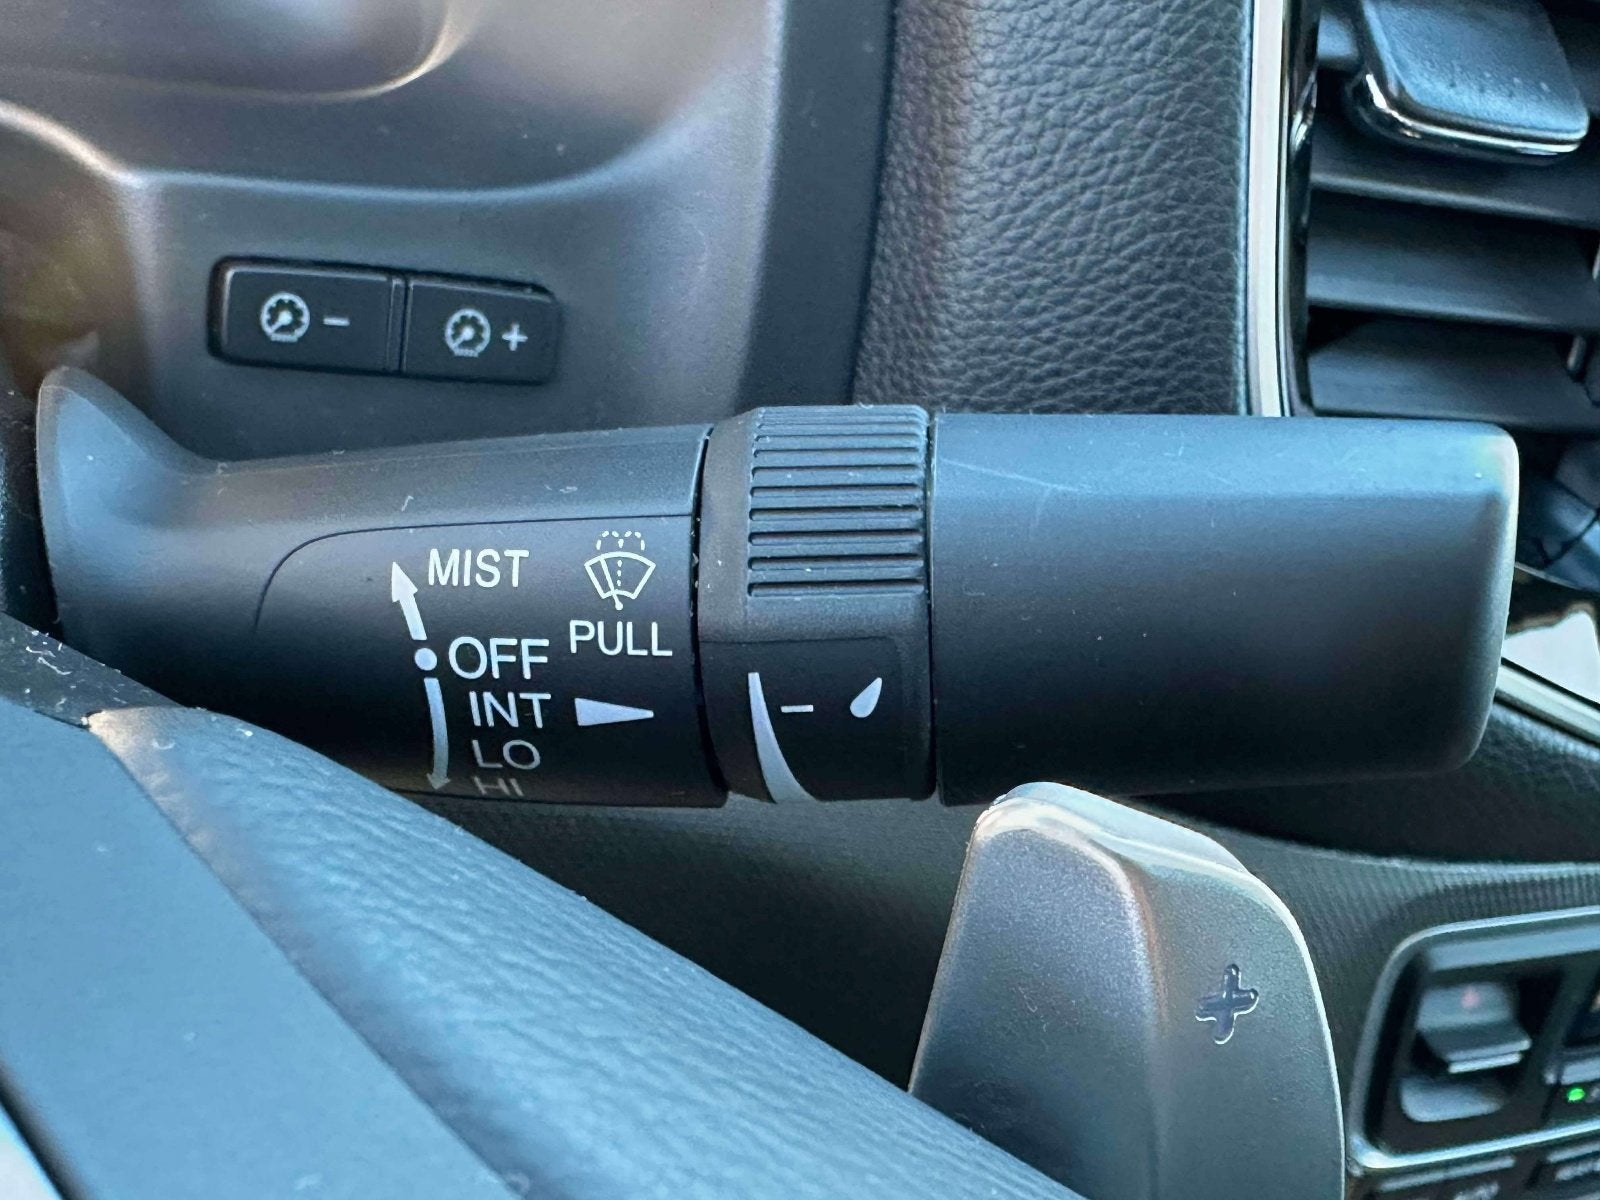 −
+
MIST
OFF PULL
INT
LO
HI
−
+